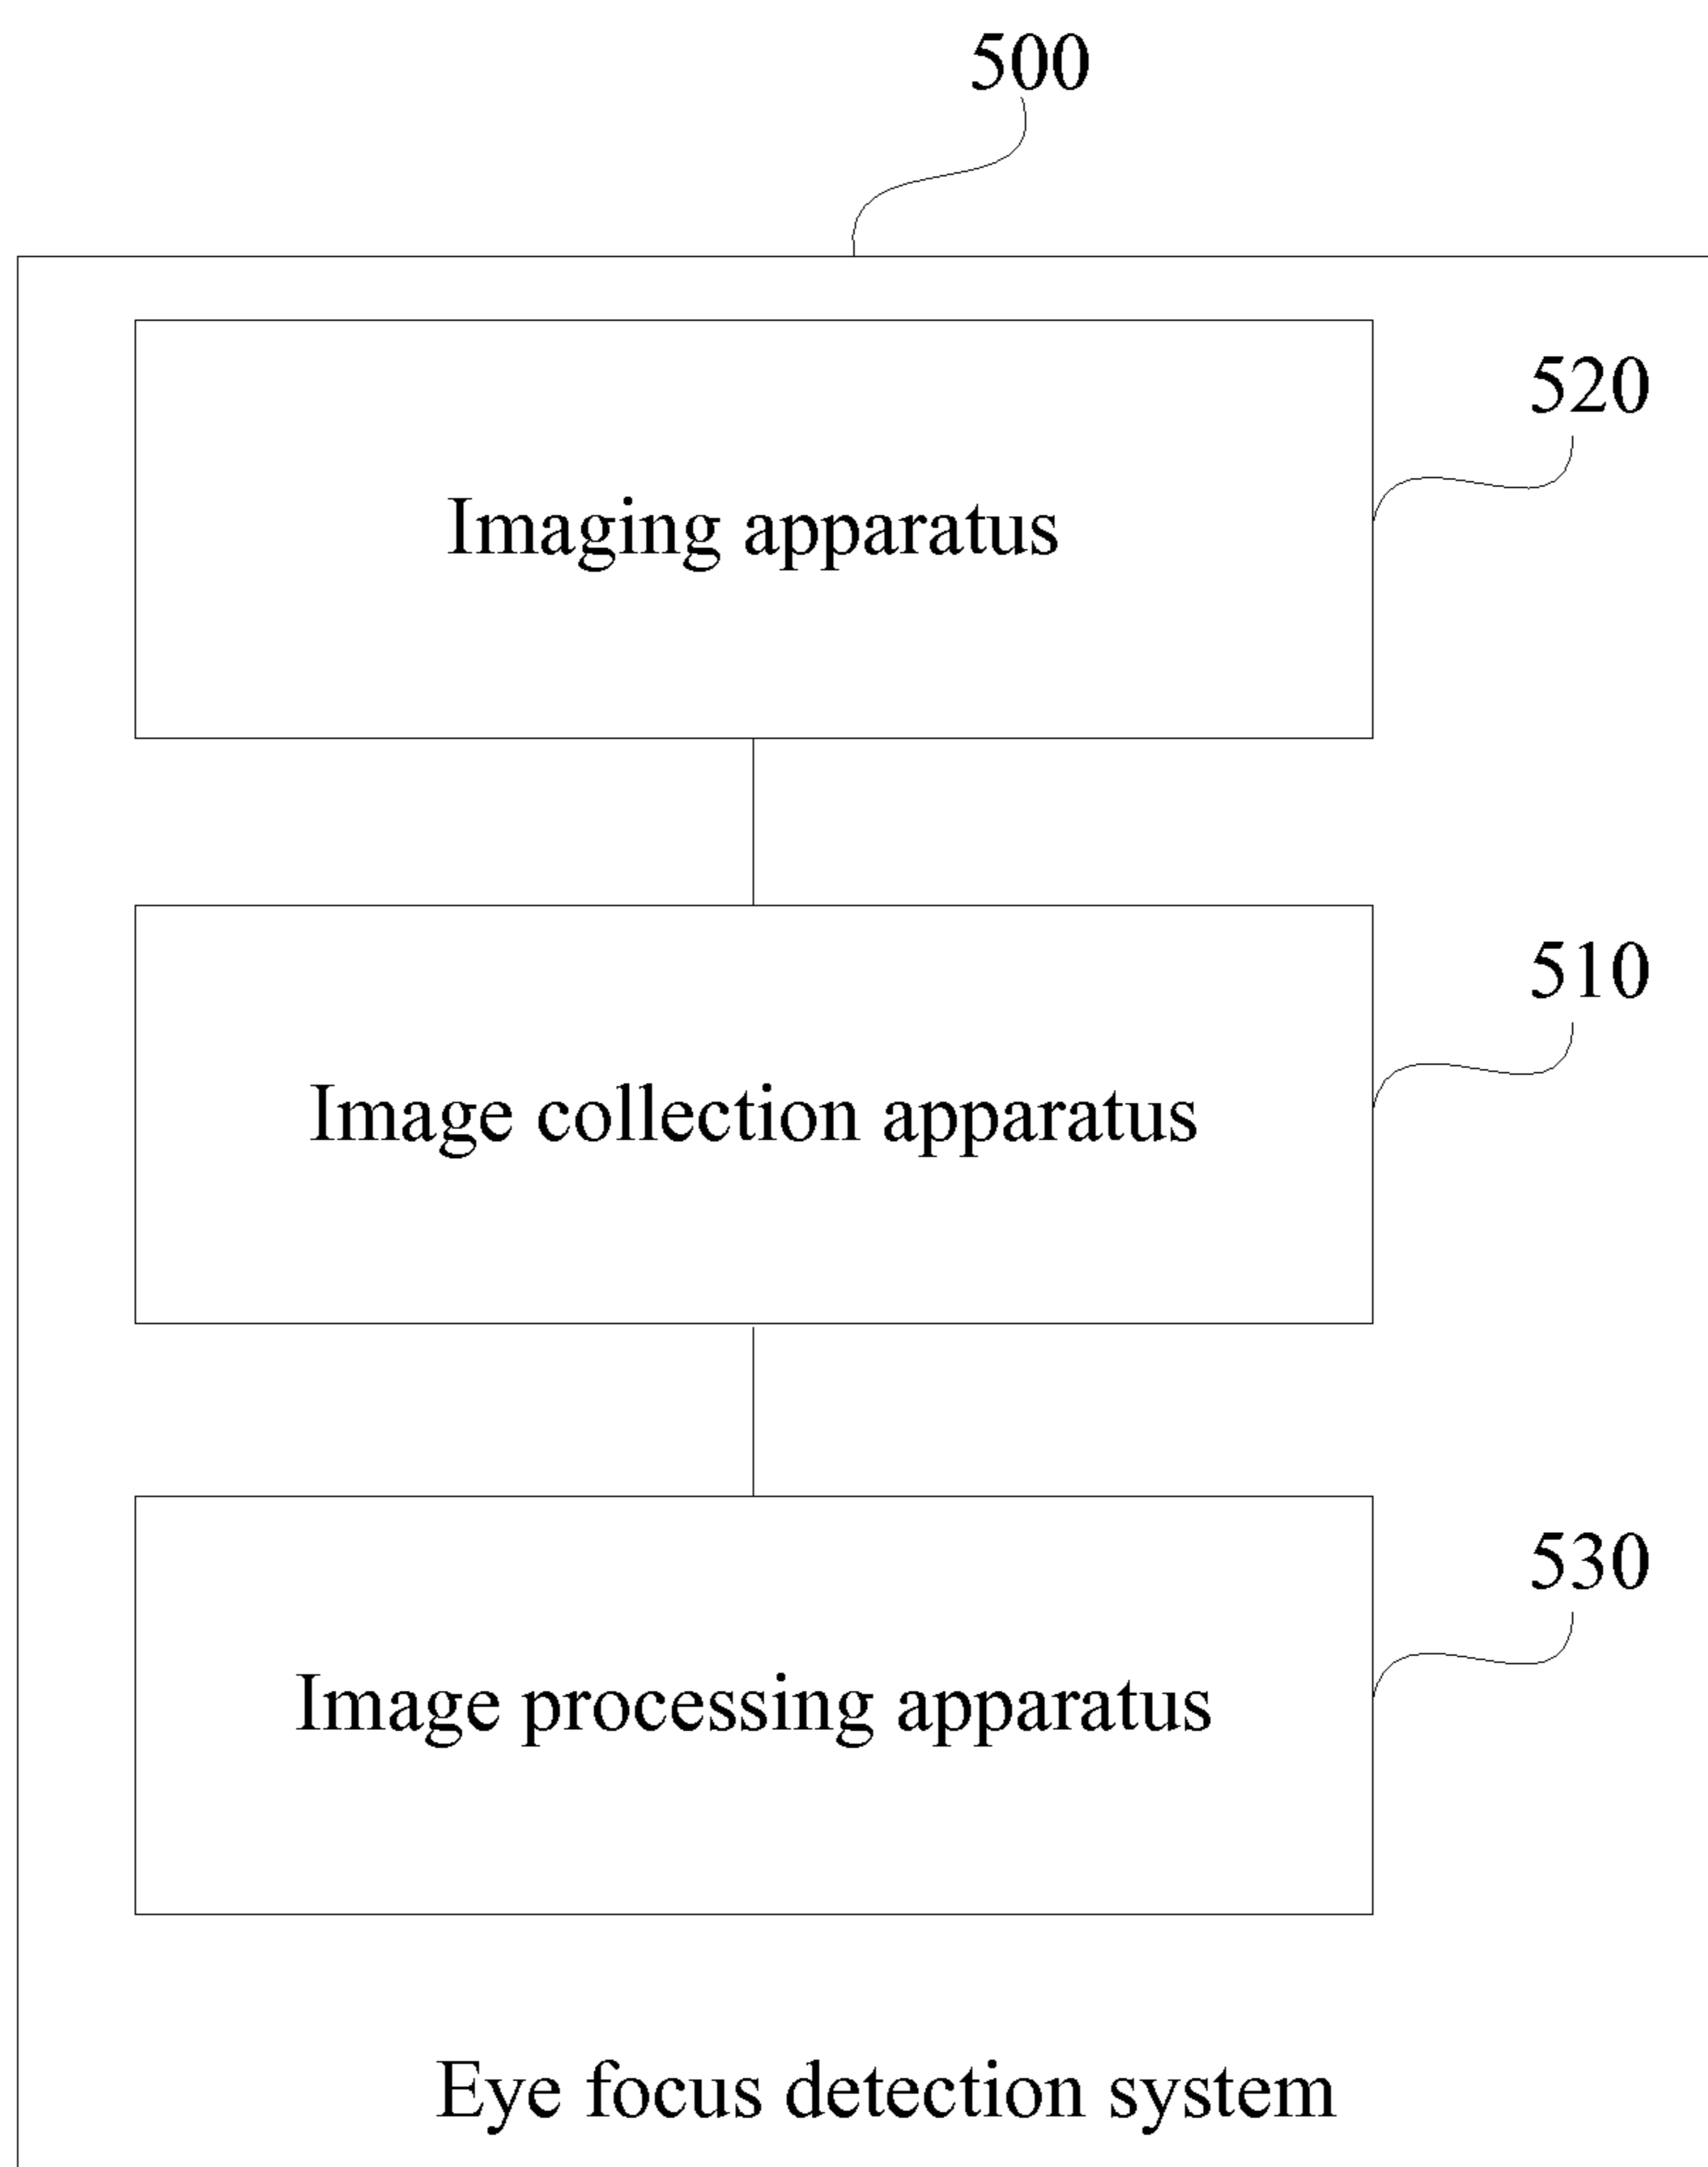 500
520
Imaging apparatus
510
Image collection apparatus
530
Image processing apparatus
Eye focus detection system